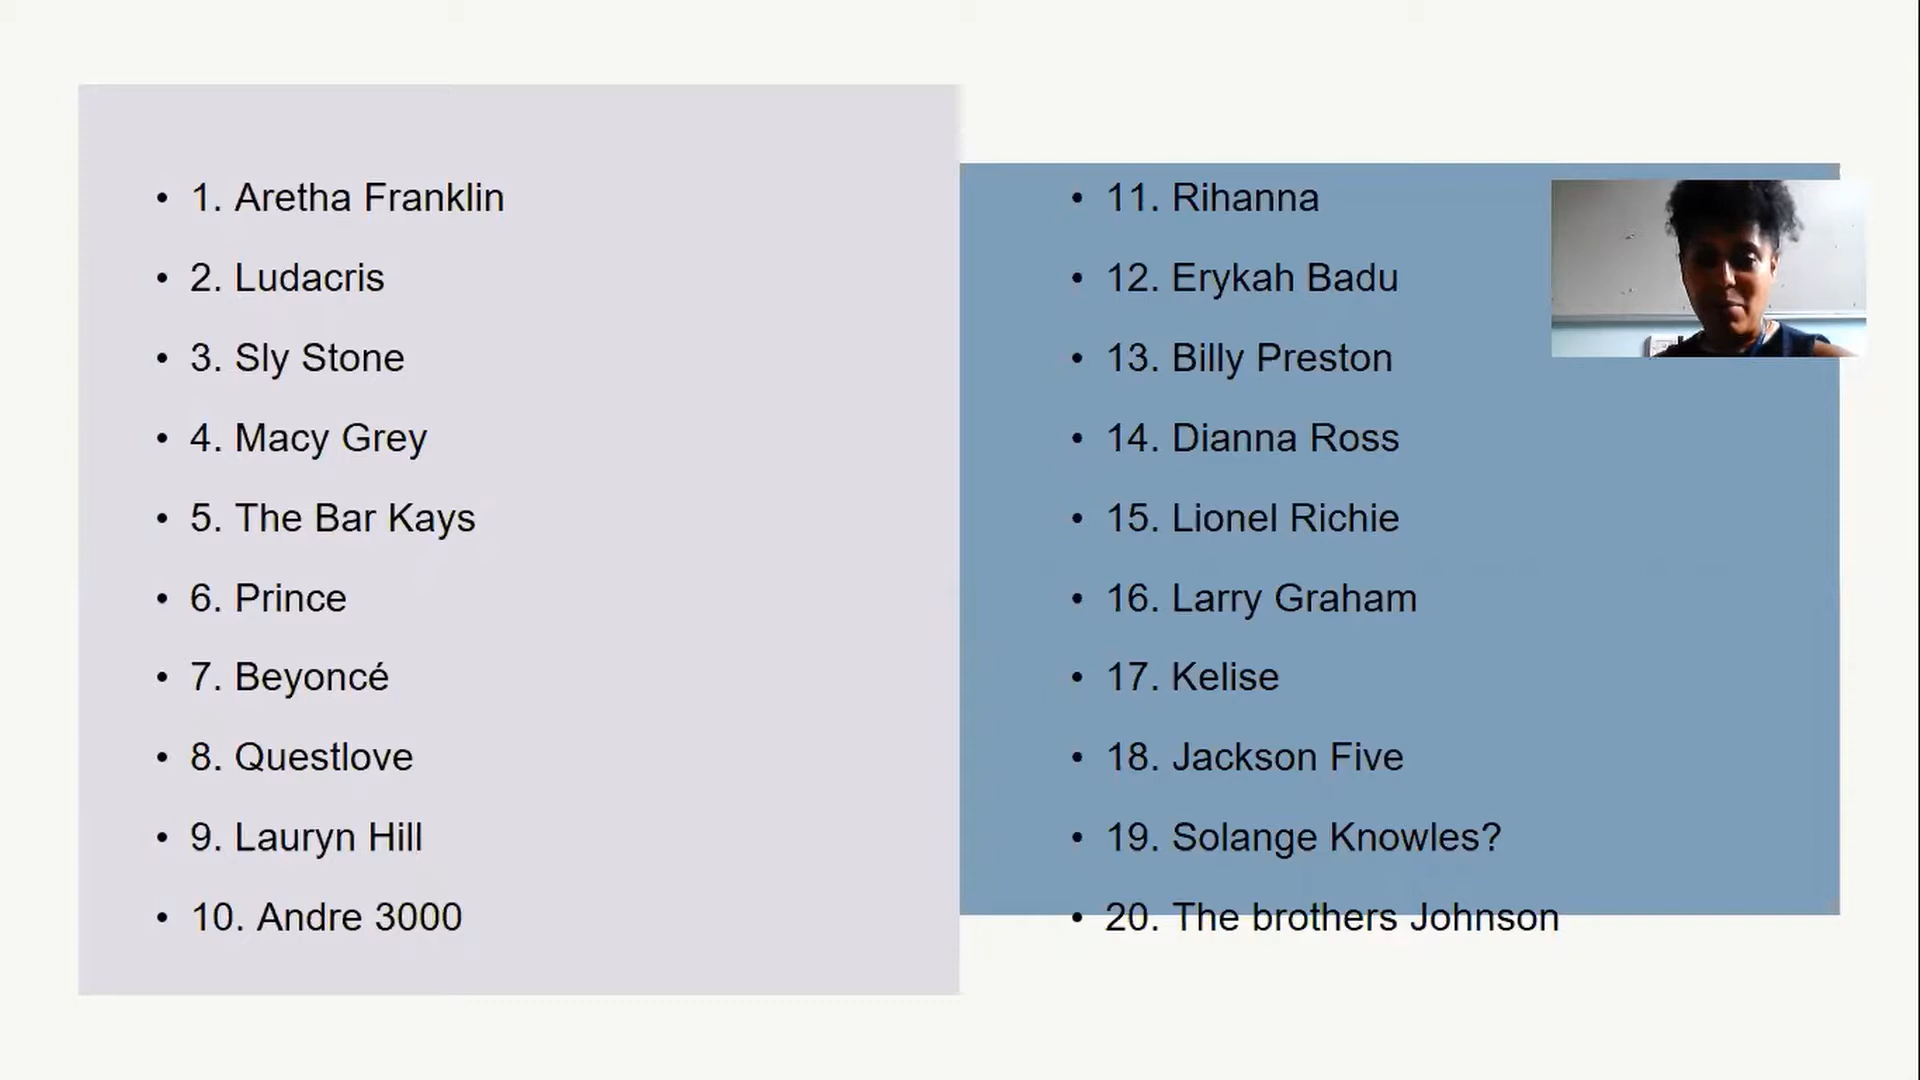 • 1. Aretha Franklin
• 2. Ludacris
• 3. Sly Stone
• 4. Macy Grey
• 5. The Bar Kays
• 6. Prince
• 7. Beyoncé
• 8. Questlove
• 9. Lauryn Hill
• 10. Andre 3000
• 11. Rihanna
• 12. Erykah Badu
• 13. Billy Preston
• 14. Dianna Ross
• 15. Lionel Richie
• 16. Larry Graham
• 17. Kelise
• 18. Jackson Five
• 19. Solange Knowles?
• 20. The brothers Johnson